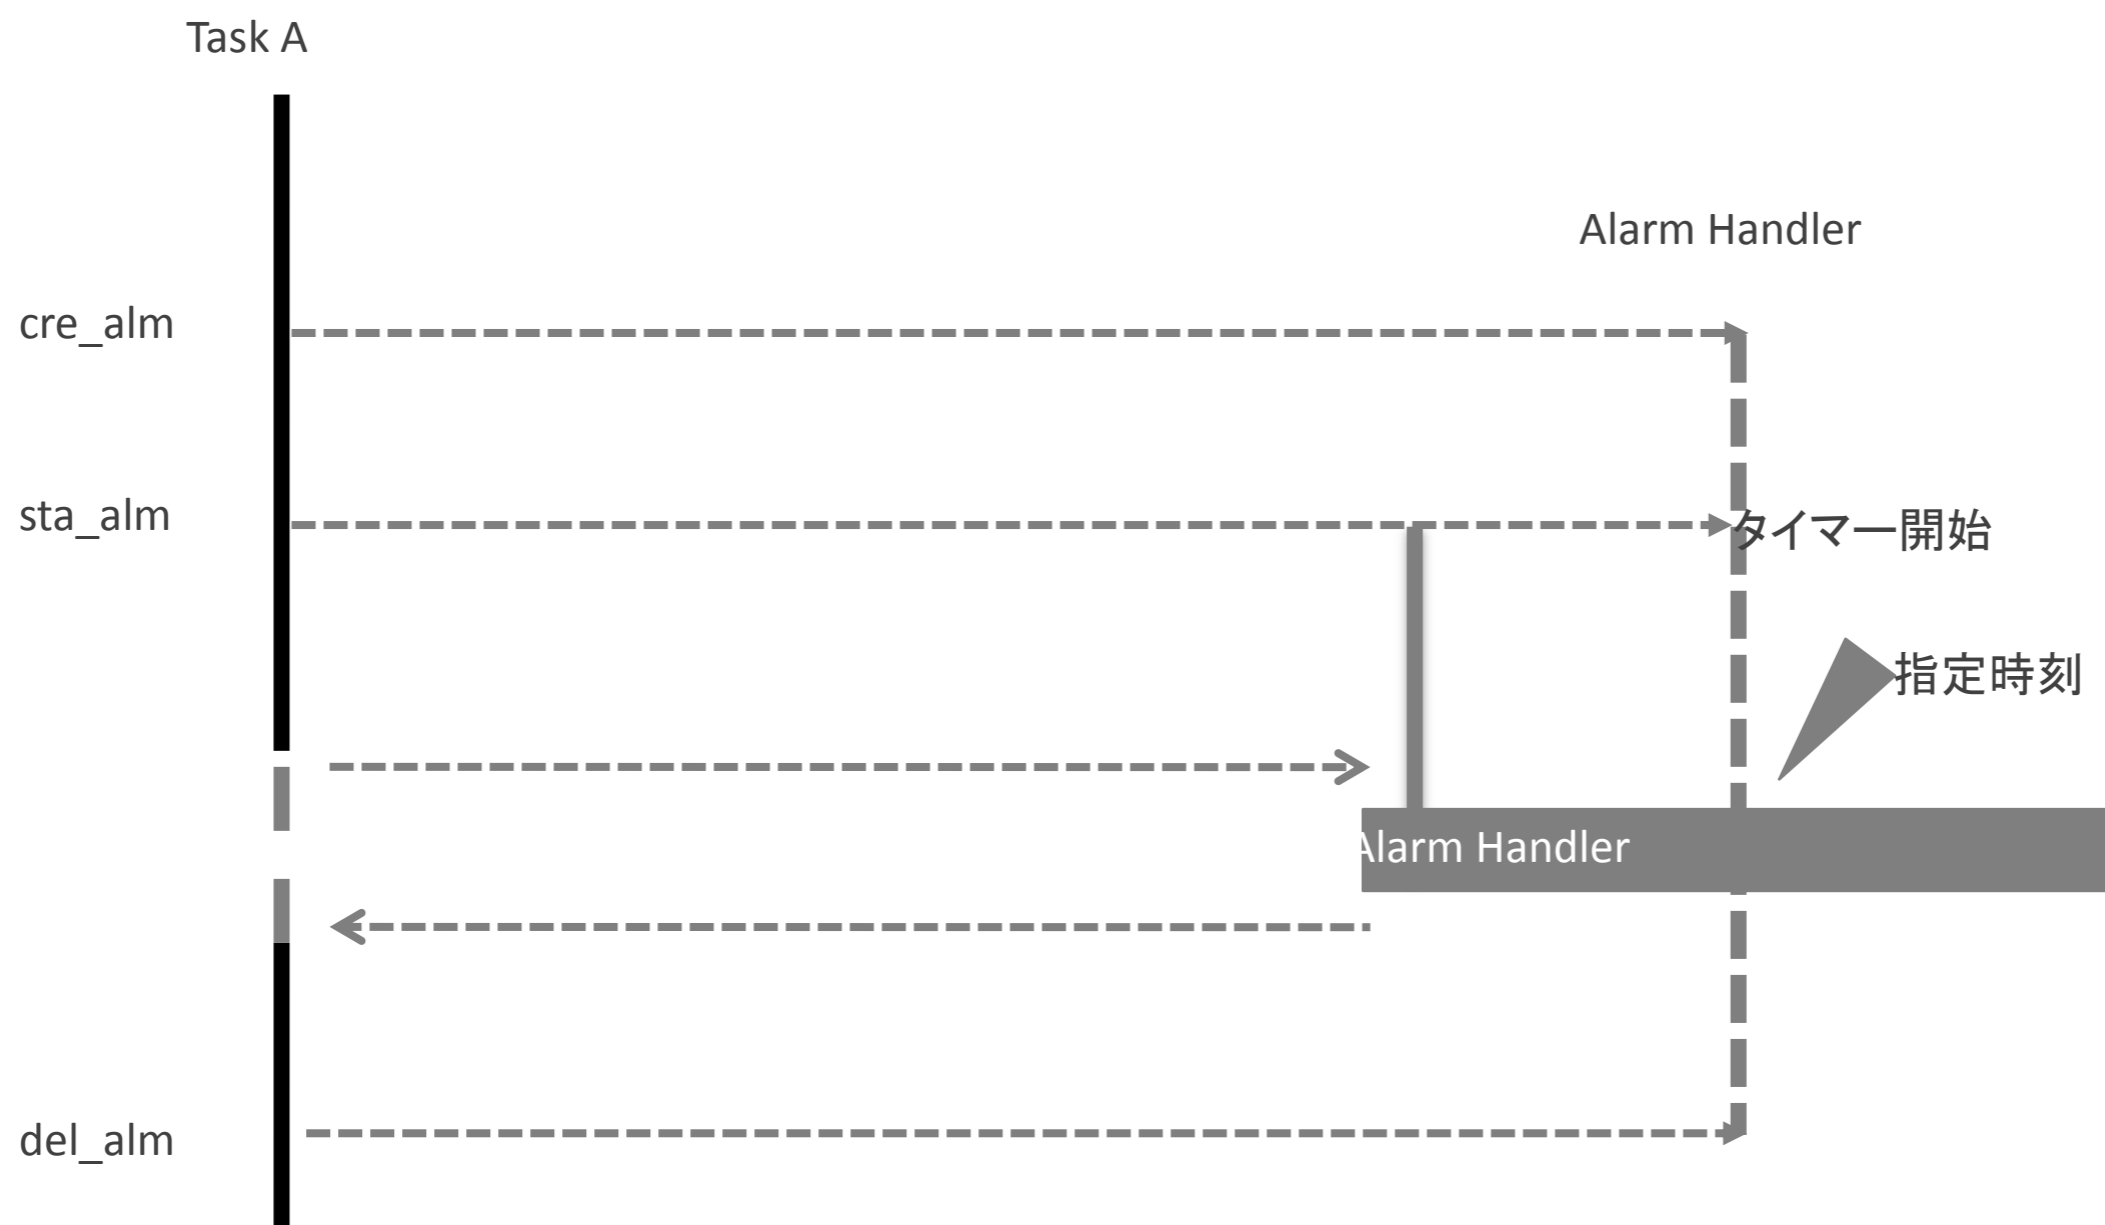 Task A
Alarm Handler
cre_alm
sta_alm
タイマー開始
指定時刻
Alarm Handler
del_alm